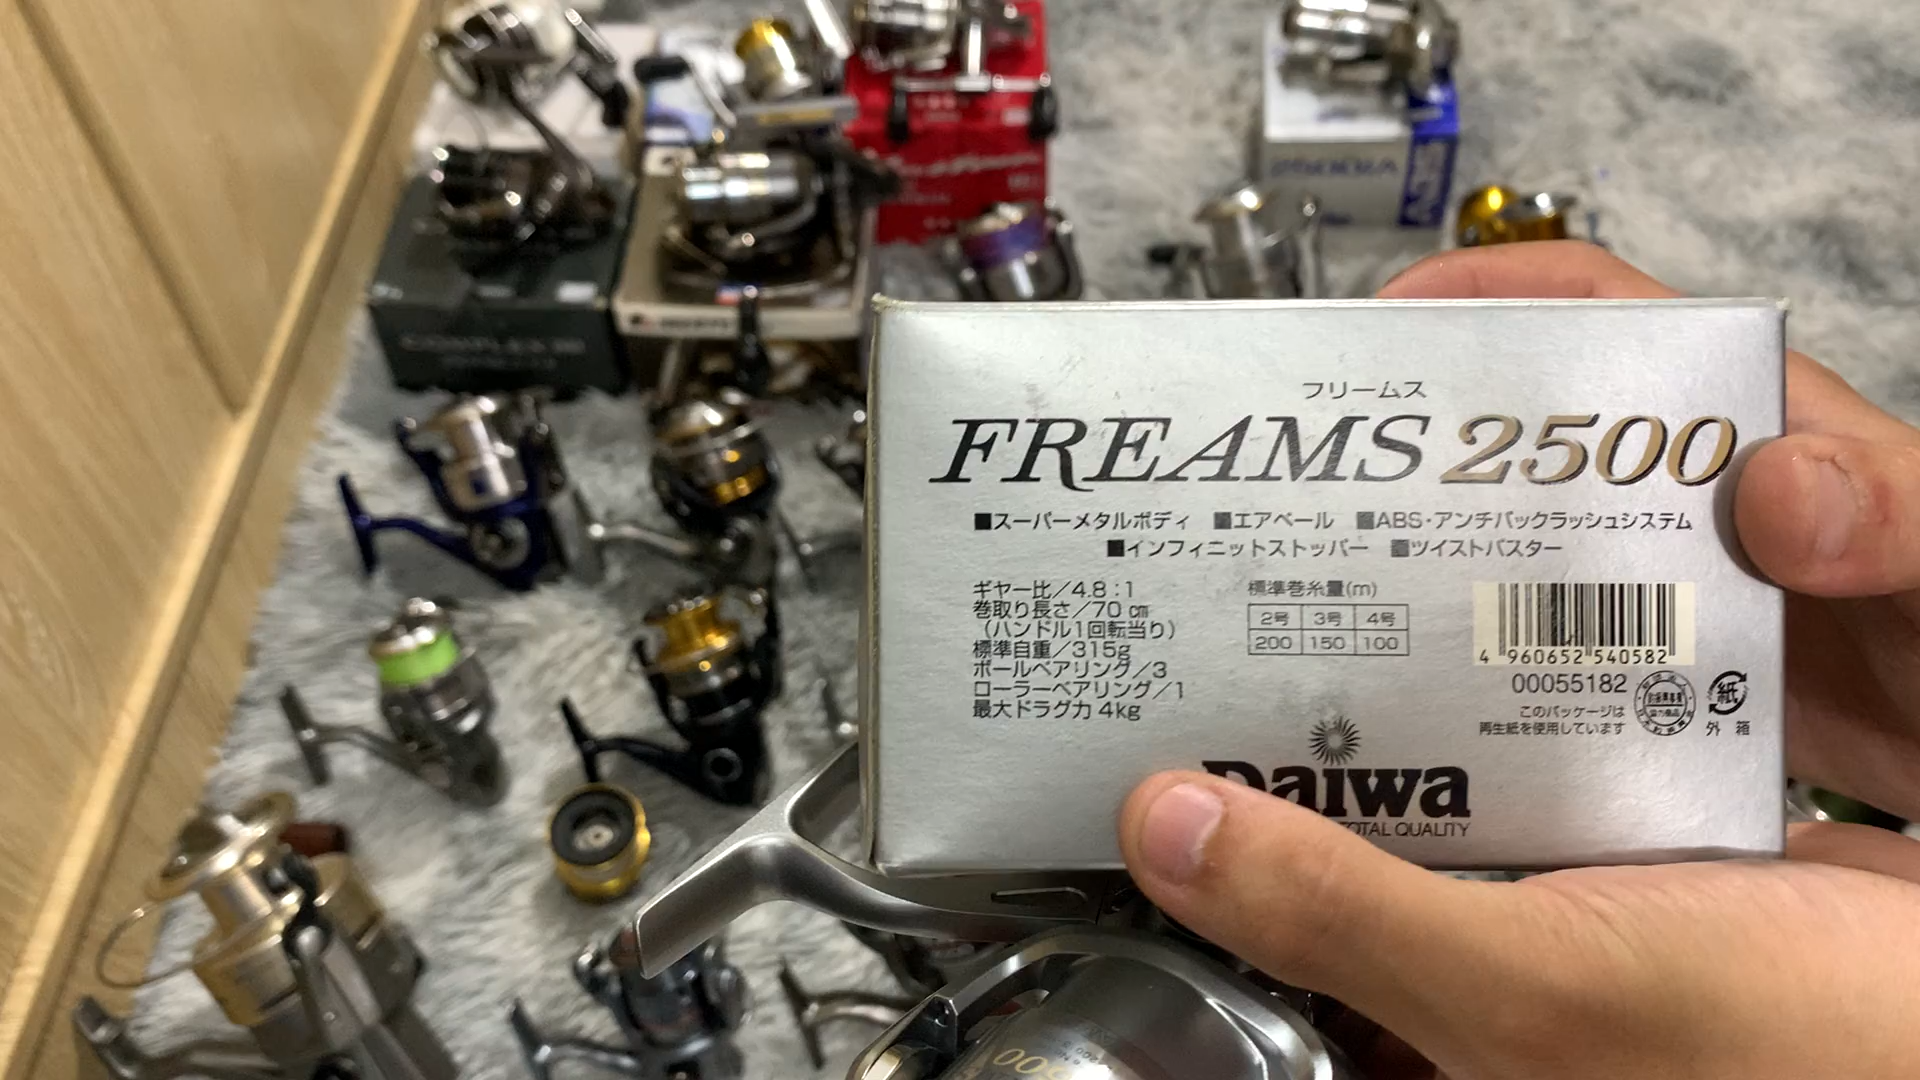 フリームス
FREAMS 2500
■スーパーメタルボディ ■エアベール ■ABS・アンチバックラッシュシステム
■インフィニットストッパー ■ツイストバスター
ギヤー比／4.8：1
巻取り長さ／70㎝
（ハンドル1回転当り）
標準自重／315g
ボールベアリング／3
ローラーベアリング／1
最大ドラグ力 4kg
標準巻糸量(m)
2号 3号 4号
200 150 100
4 960652 540582
00055182
このパッケージは
再生紙を使用しています
紙
外 箱
Daiwa
TOTAL QUALITY